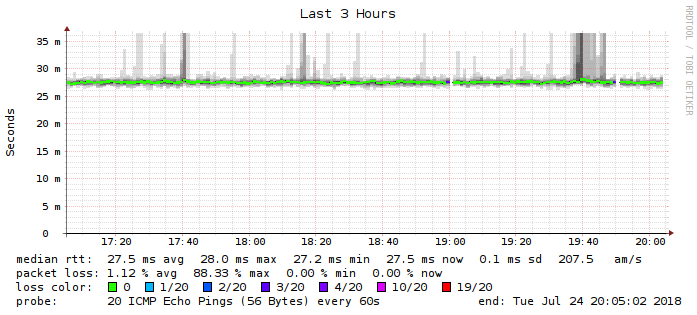 Last 3 Hours
RRDTOOL / TOBI OETIKER
Seconds
35 m
30 m
25 m
20 m
15 m
10 m
5 m
0
17:20 17:40 18:00 18:20 18:40 19:00 19:20 19:40 20:00
median rtt: 27.5 ms avg 28.0 ms max 27.2 ms min 27.5 ms now 0.1 ms sd 207.5 am/s
packet loss: 1.12 % avg 88.33 % max 0.00 % min 0.00 % now
loss color: 0 1/20 2/20 3/20 4/20 10/20 19/20
probe: 20 ICMP Echo Pings (56 Bytes) every 60s end: Tue Jul 24 20:05:02 2018